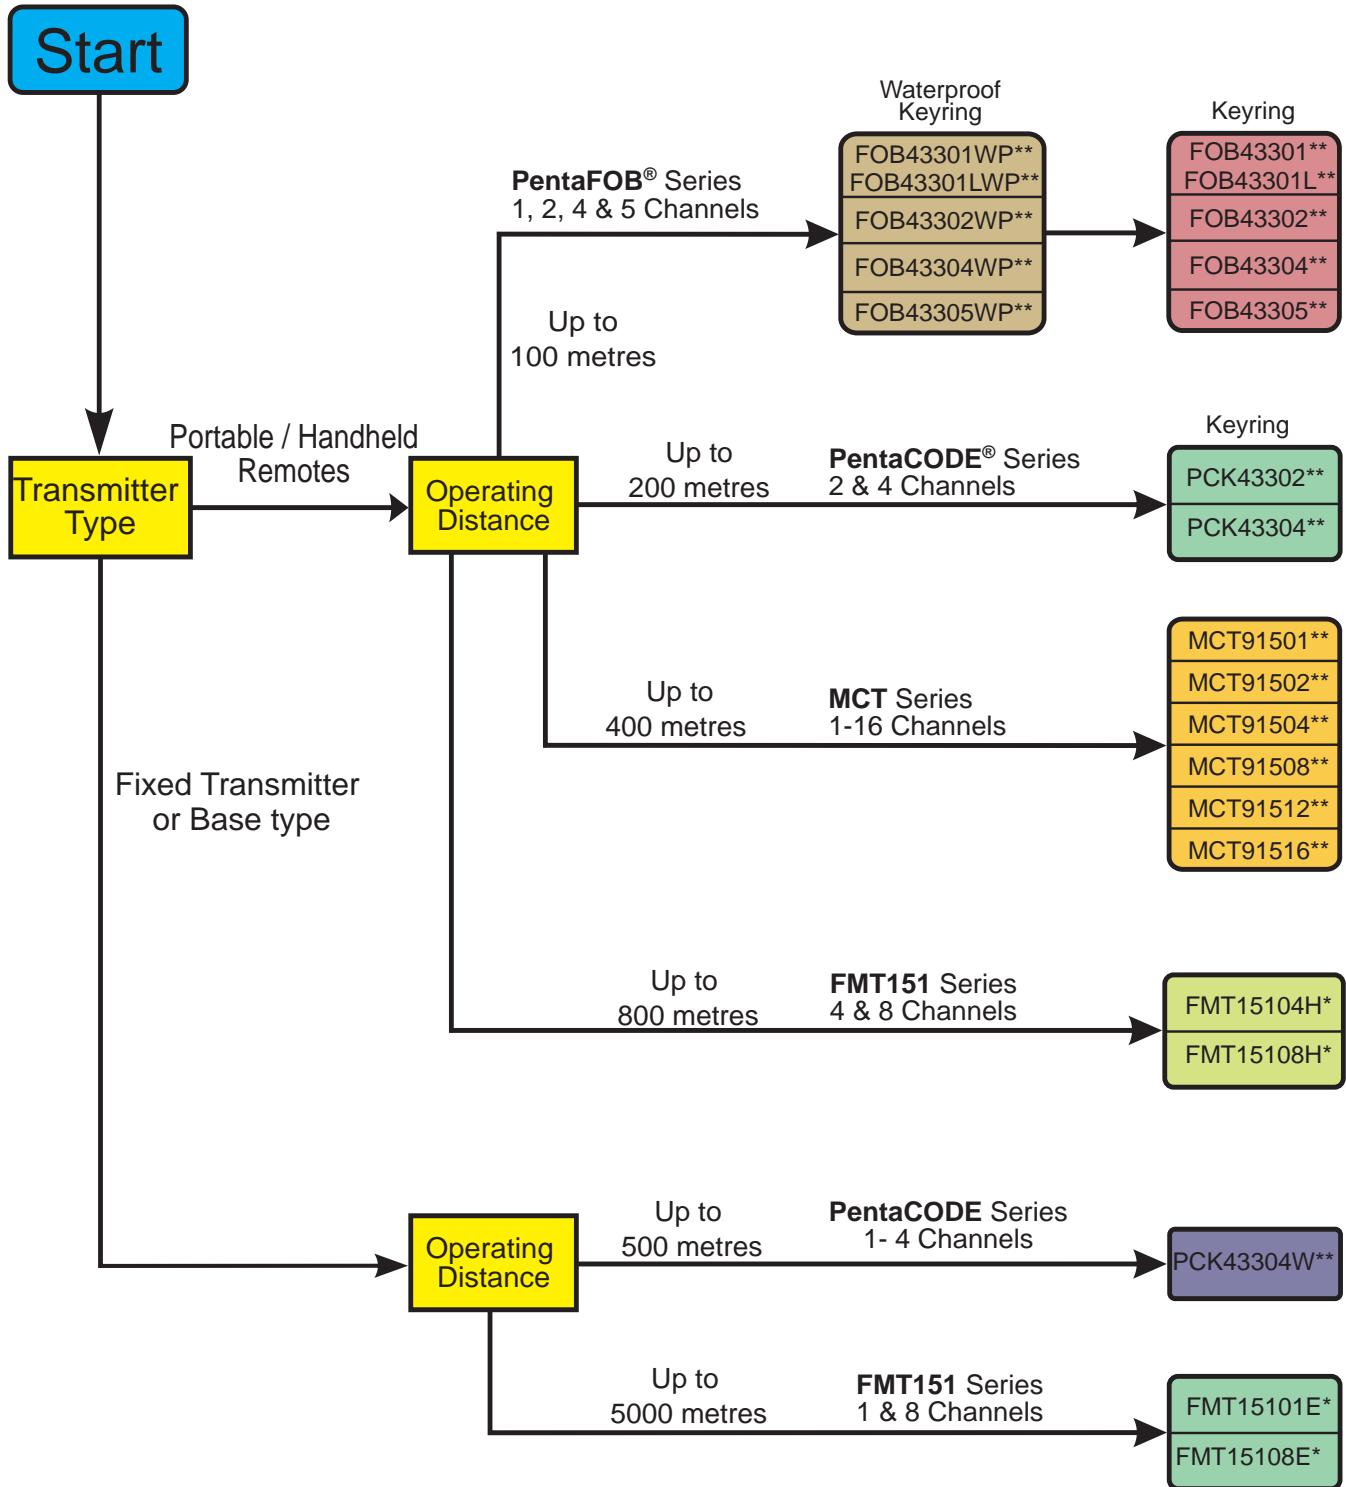 Start
Waterproof
Keyring
Keyring
PentaFOB® Series
1, 2, 4 & 5 Channels
FOB43301WP**
FOB43301LWP**
FOB43302WP**
FOB43304WP**
FOB43305WP**
FOB43301**
FOB43301L**
FOB43302**
FOB43304**
FOB43305**
Up to
100 metres
Portable / Handheld
Remotes
Transmitter
Type
Operating
Distance
Up to
200 metres
PentaCODE® Series
2 & 4 Channels
Keyring
PCK43302**
PCK43304**
Up to
400 metres
MCT Series
1-16 Channels
MCT91501**
MCT91502**
MCT91504**
MCT91508**
MCT91512**
MCT91516**
Fixed Transmitter
or Base type
Up to
800 metres
FMT151 Series
4 & 8 Channels
FMT15104H*
FMT15108H*
Operating
Distance
Up to
500 metres
PentaCODE Series
1- 4 Channels
PCK43304W**
Up to
5000 metres
FMT151 Series
1 & 8 Channels
FMT15101E*
FMT15108E*